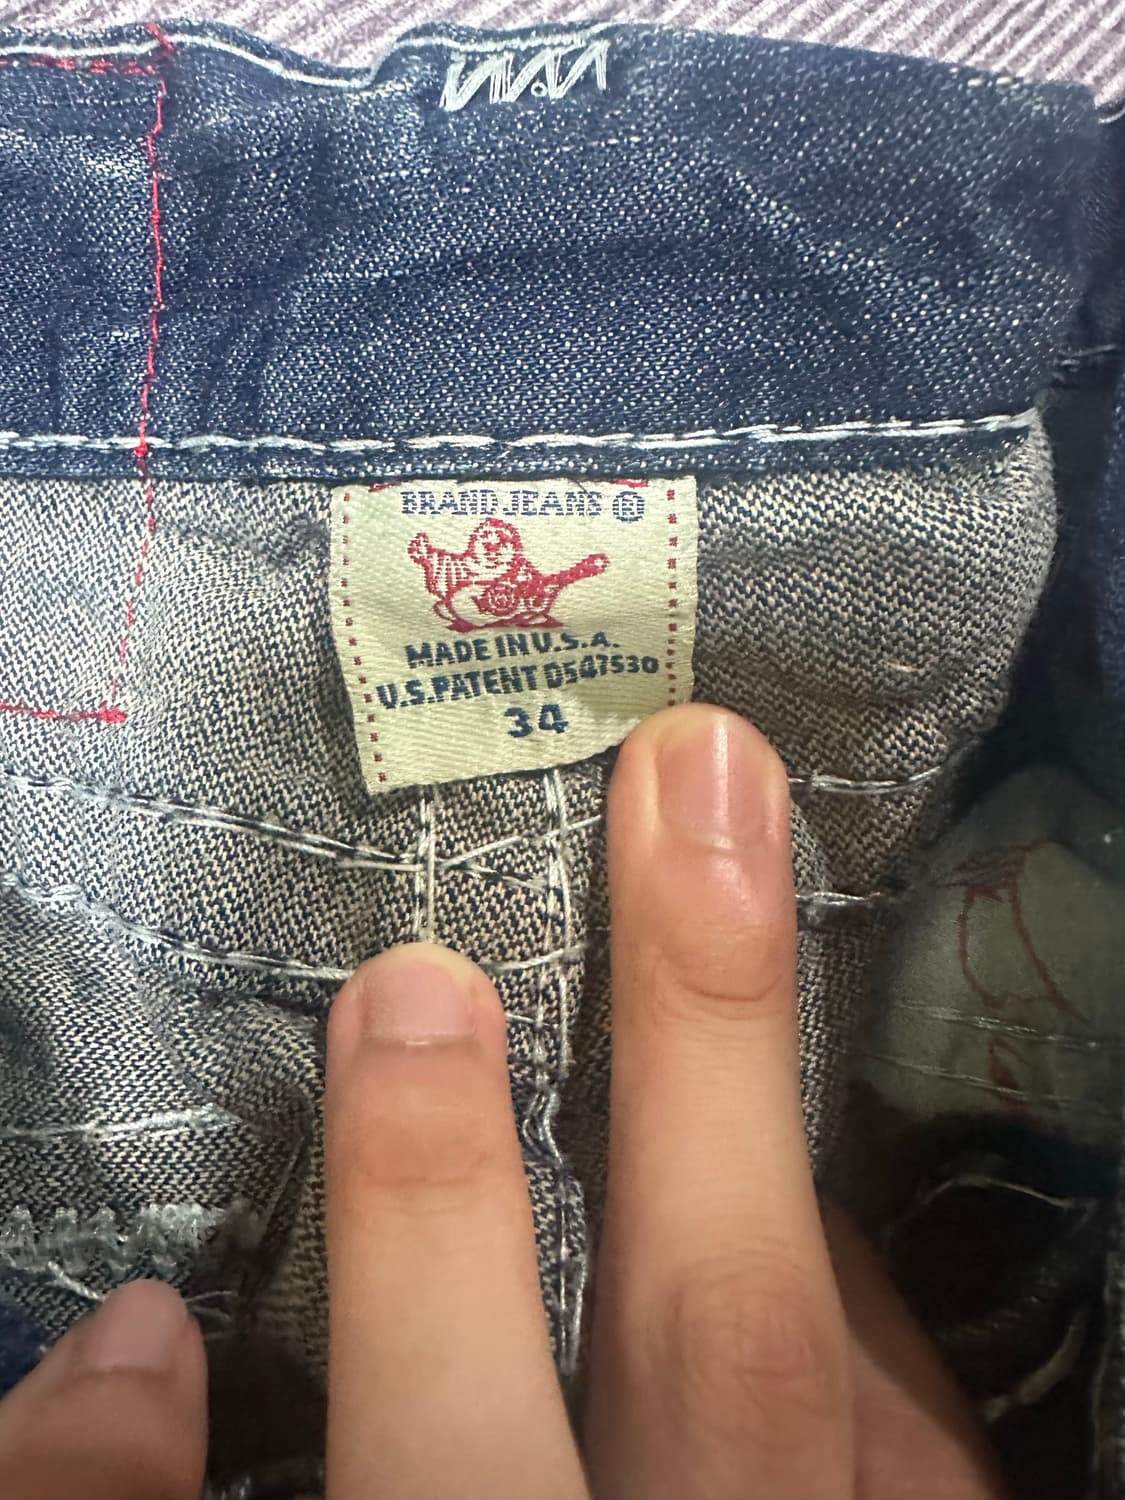 BRAND JEANS ®
MADE IN U.S.A.
U.S.PATENT D547530
34